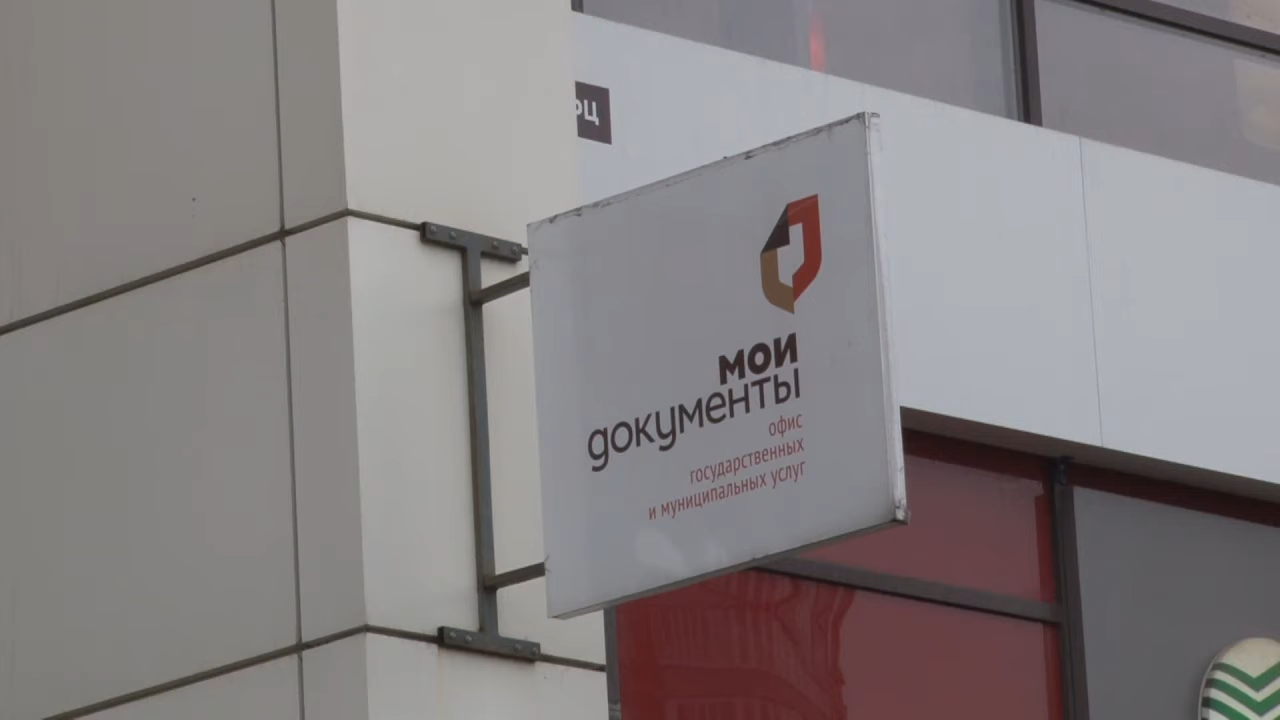 мои
документы
офис
государственных
и муниципальных услуг